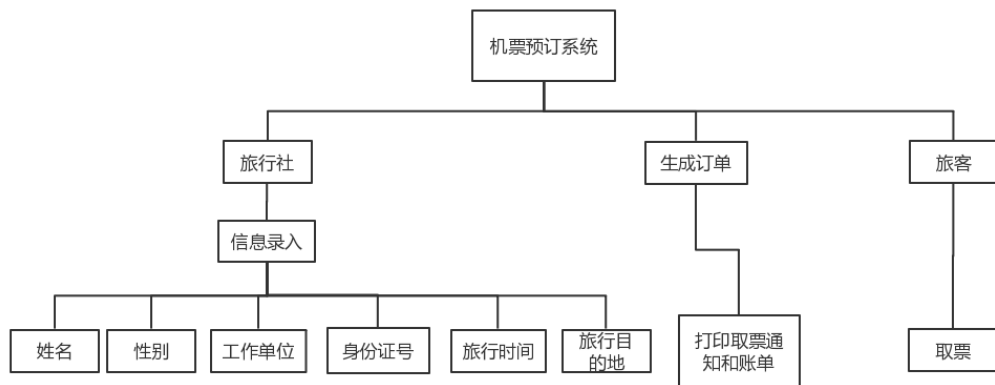 机票预订系统
旅行社
生成订单
旅客
信息录入
姓名
性别
工作单位
身份证号
旅行时间
旅行目
的地
打印取票通
知和账单
取票